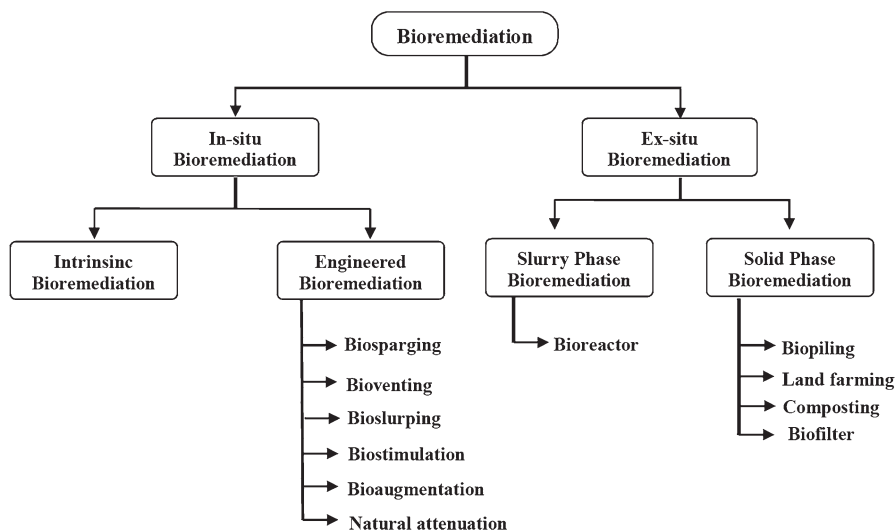 Bioremediation
In-situ
Bioremediation
Ex-situ
Bioremediation
Intrinsinc
Bioremediation
Engineered
Bioremediation
Slurry Phase
Bioremediation
Solid Phase
Bioremediation
Biosparging
Bioventing
Bioslurping
Biostimulation
Bioaugmentation
Natural attenuation
Bioreactor
Biopiling
Land farming
Composting
Biofilter